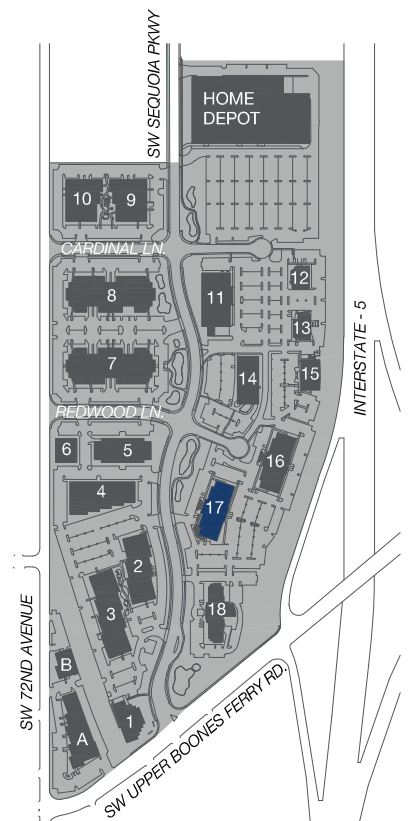 SW SEQUOIA PKWY
HOME
DEPOT
10
9
CARDINAL LN.
8
11
12
13
7
14
15
INTERSTATE - 5
REDWOOD LN.
6
5
16
4
17
2
3
18
SW 72ND AVENUE
B
A
1
SW UPPER BOONES FERRY RD.